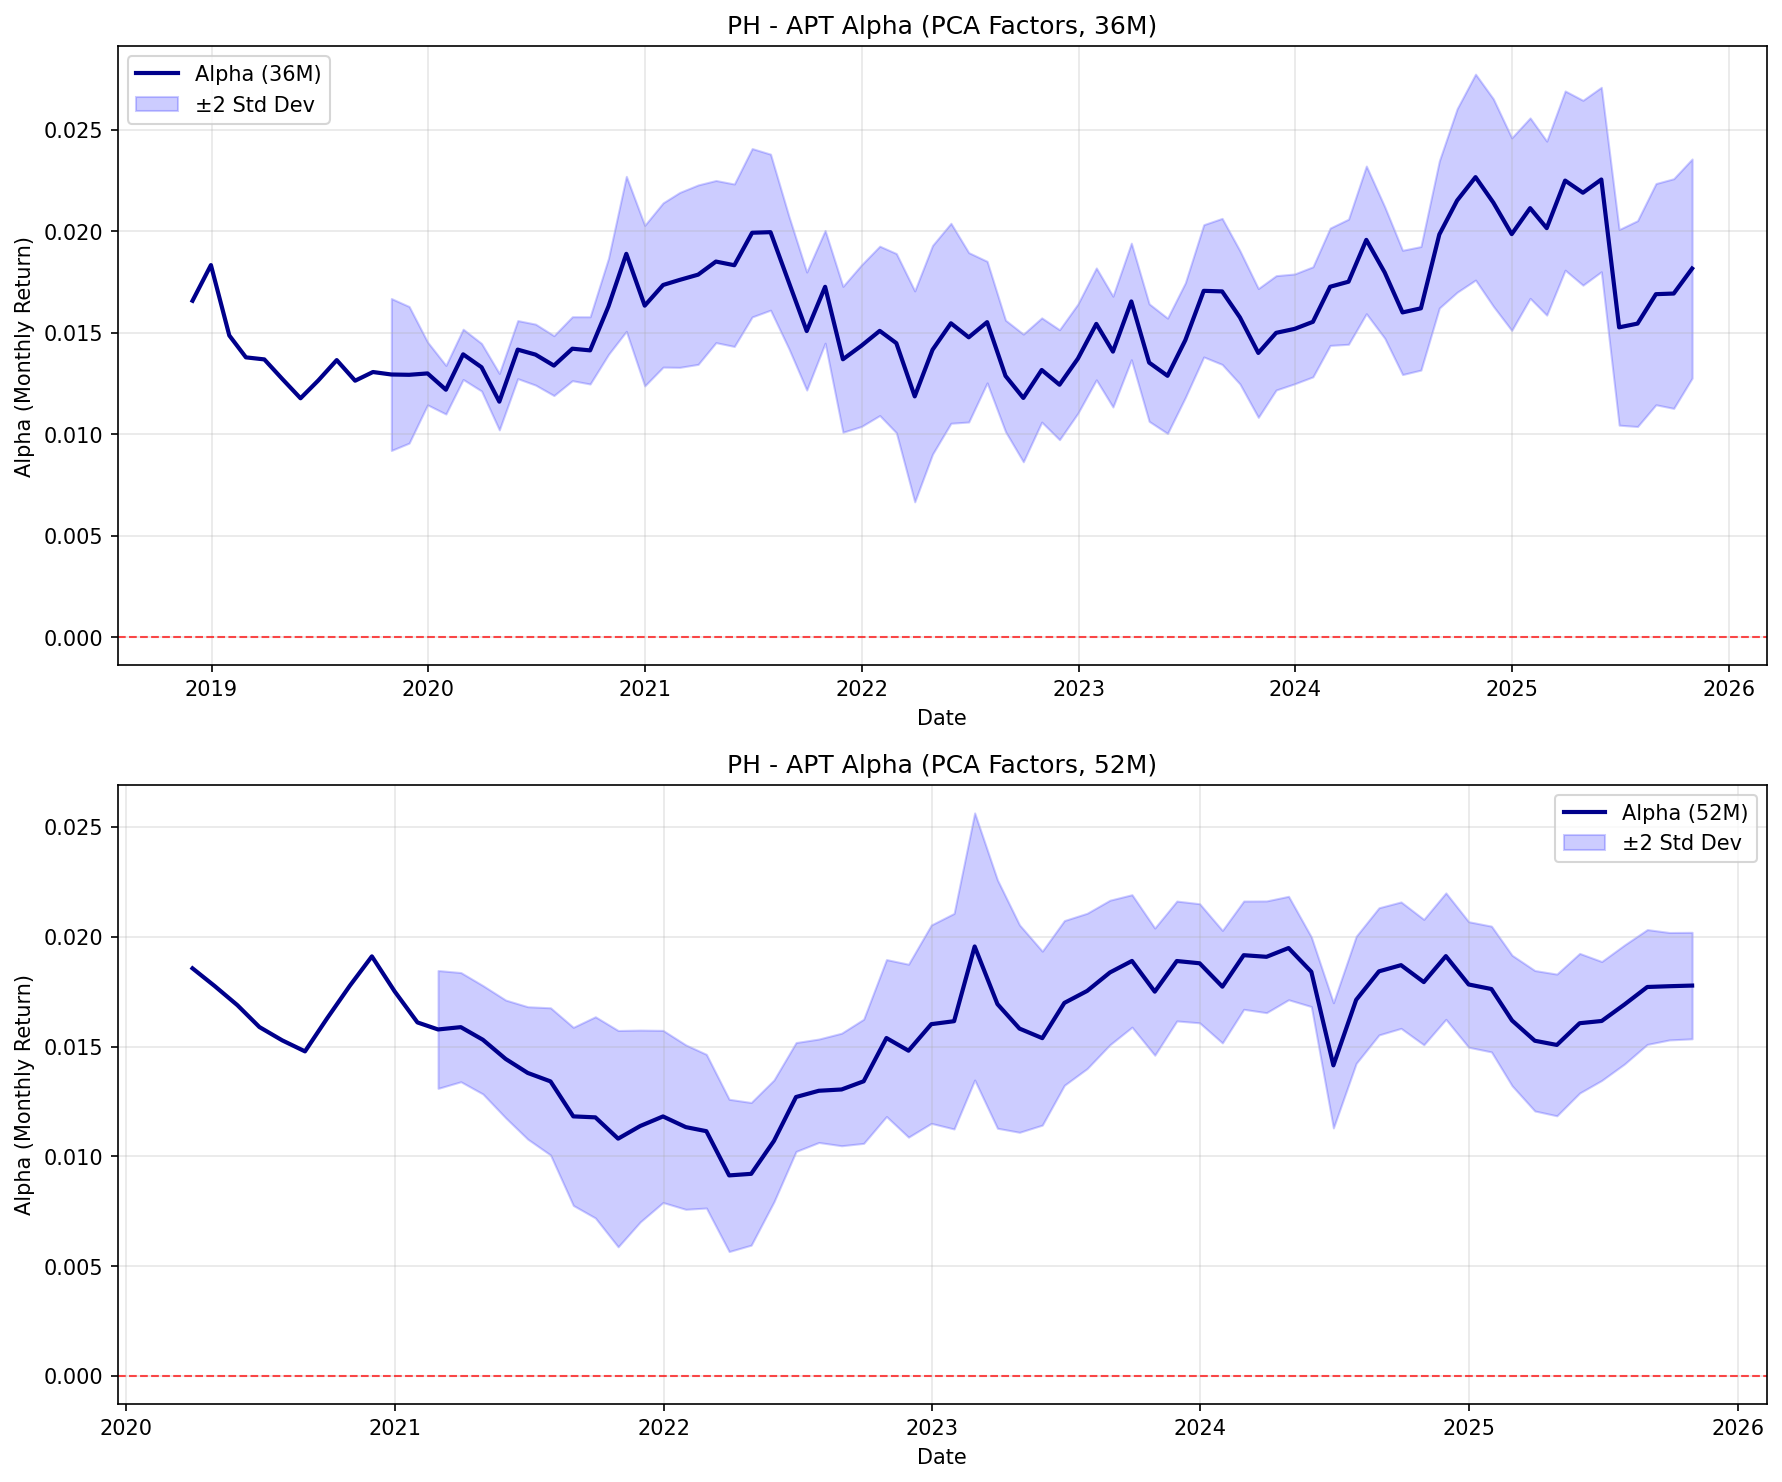 PH - APT Alpha (PCA Factors, 36M)
Alpha (36M)
±2 Std Dev
Alpha (Monthly Return)
0.025
0.020
0.015
0.010
0.005
0.000
2019 2020 2021 2022 2023 2024 2025 2026
Date
PH - APT Alpha (PCA Factors, 52M)
Alpha (52M)
±2 Std Dev
Alpha (Monthly Return)
0.025
0.020
0.015
0.010
0.005
0.000
2020 2021 2022 2023 2024 2025 2026
Date